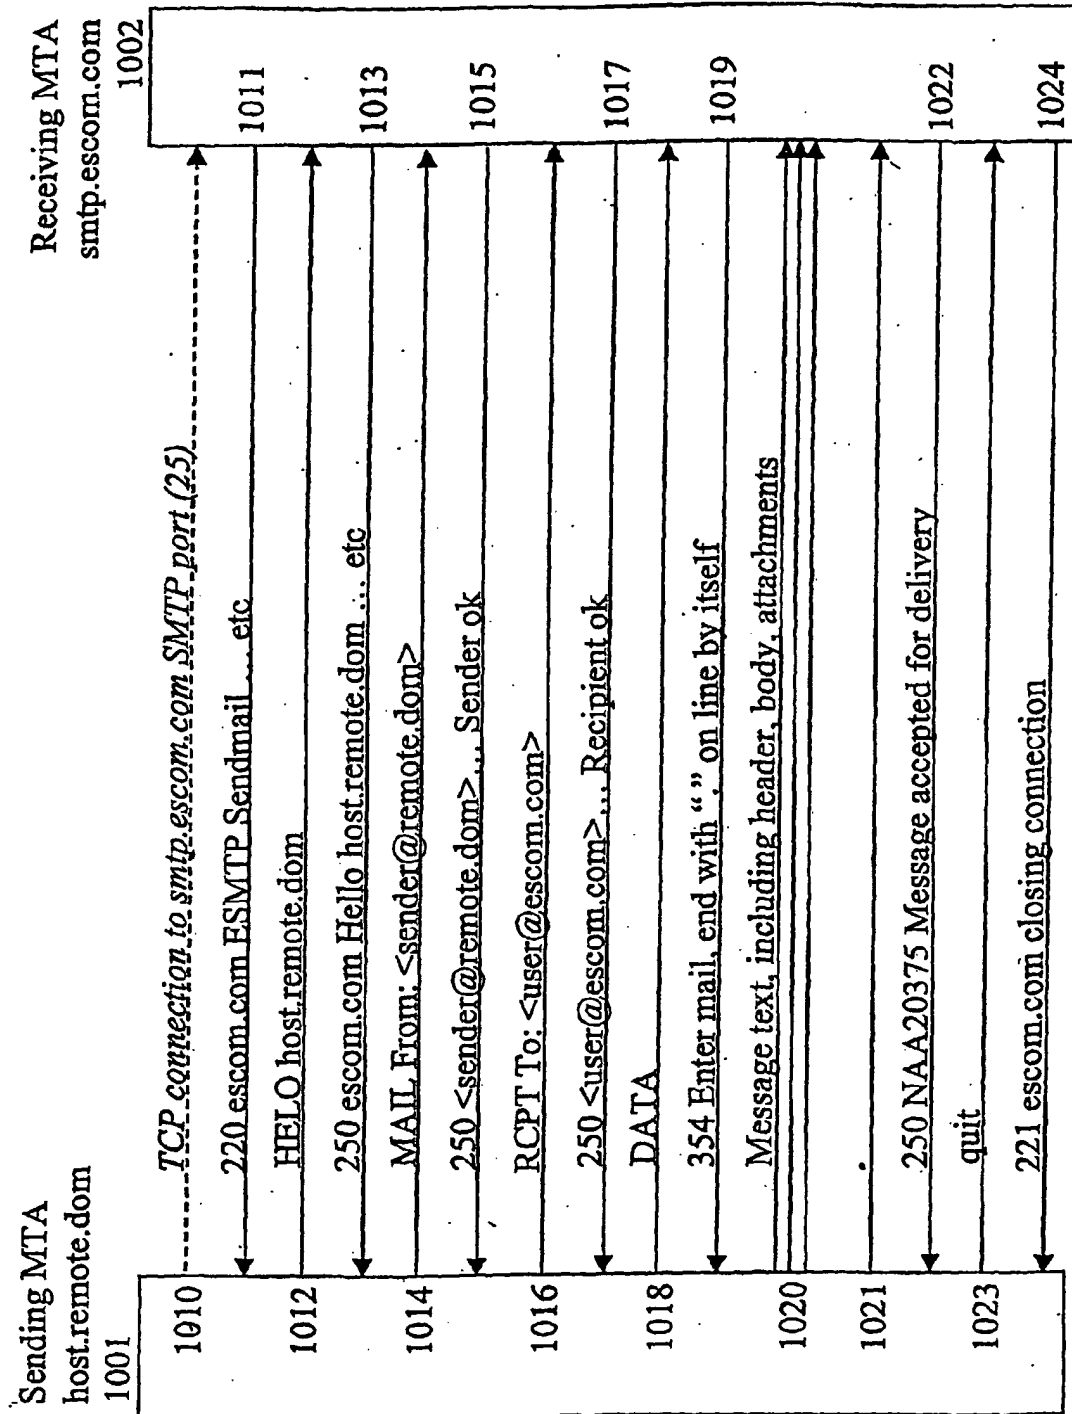 Sending MTA
host.remote.dom
1001
Receiving MTA
smtp.escom.com
1002
1010
TCP connection to smtp.escom.com SMTP port (25)
220 escom.com ESMTP Sendmail ... etc
1011
1012
HELO host.remote.dom
250 escom.com Hello host.remote.dom ... etc
1013
1014
MAIL From: <sender@remote.dom>
250 <sender@remote.dom>... Sender ok
1015
1016
RCPT To: <user@escom.com>
250 <user@escom.com>... Recipient ok
1017
1018
DATA
354 Enter mail, end with “.” on line by itself
1019
1020
Message text, including header, body, attachments
1021
.
250 NAA20375 Message accepted for delivery
1022
1023
quit
221 escom.com closing connection
1024